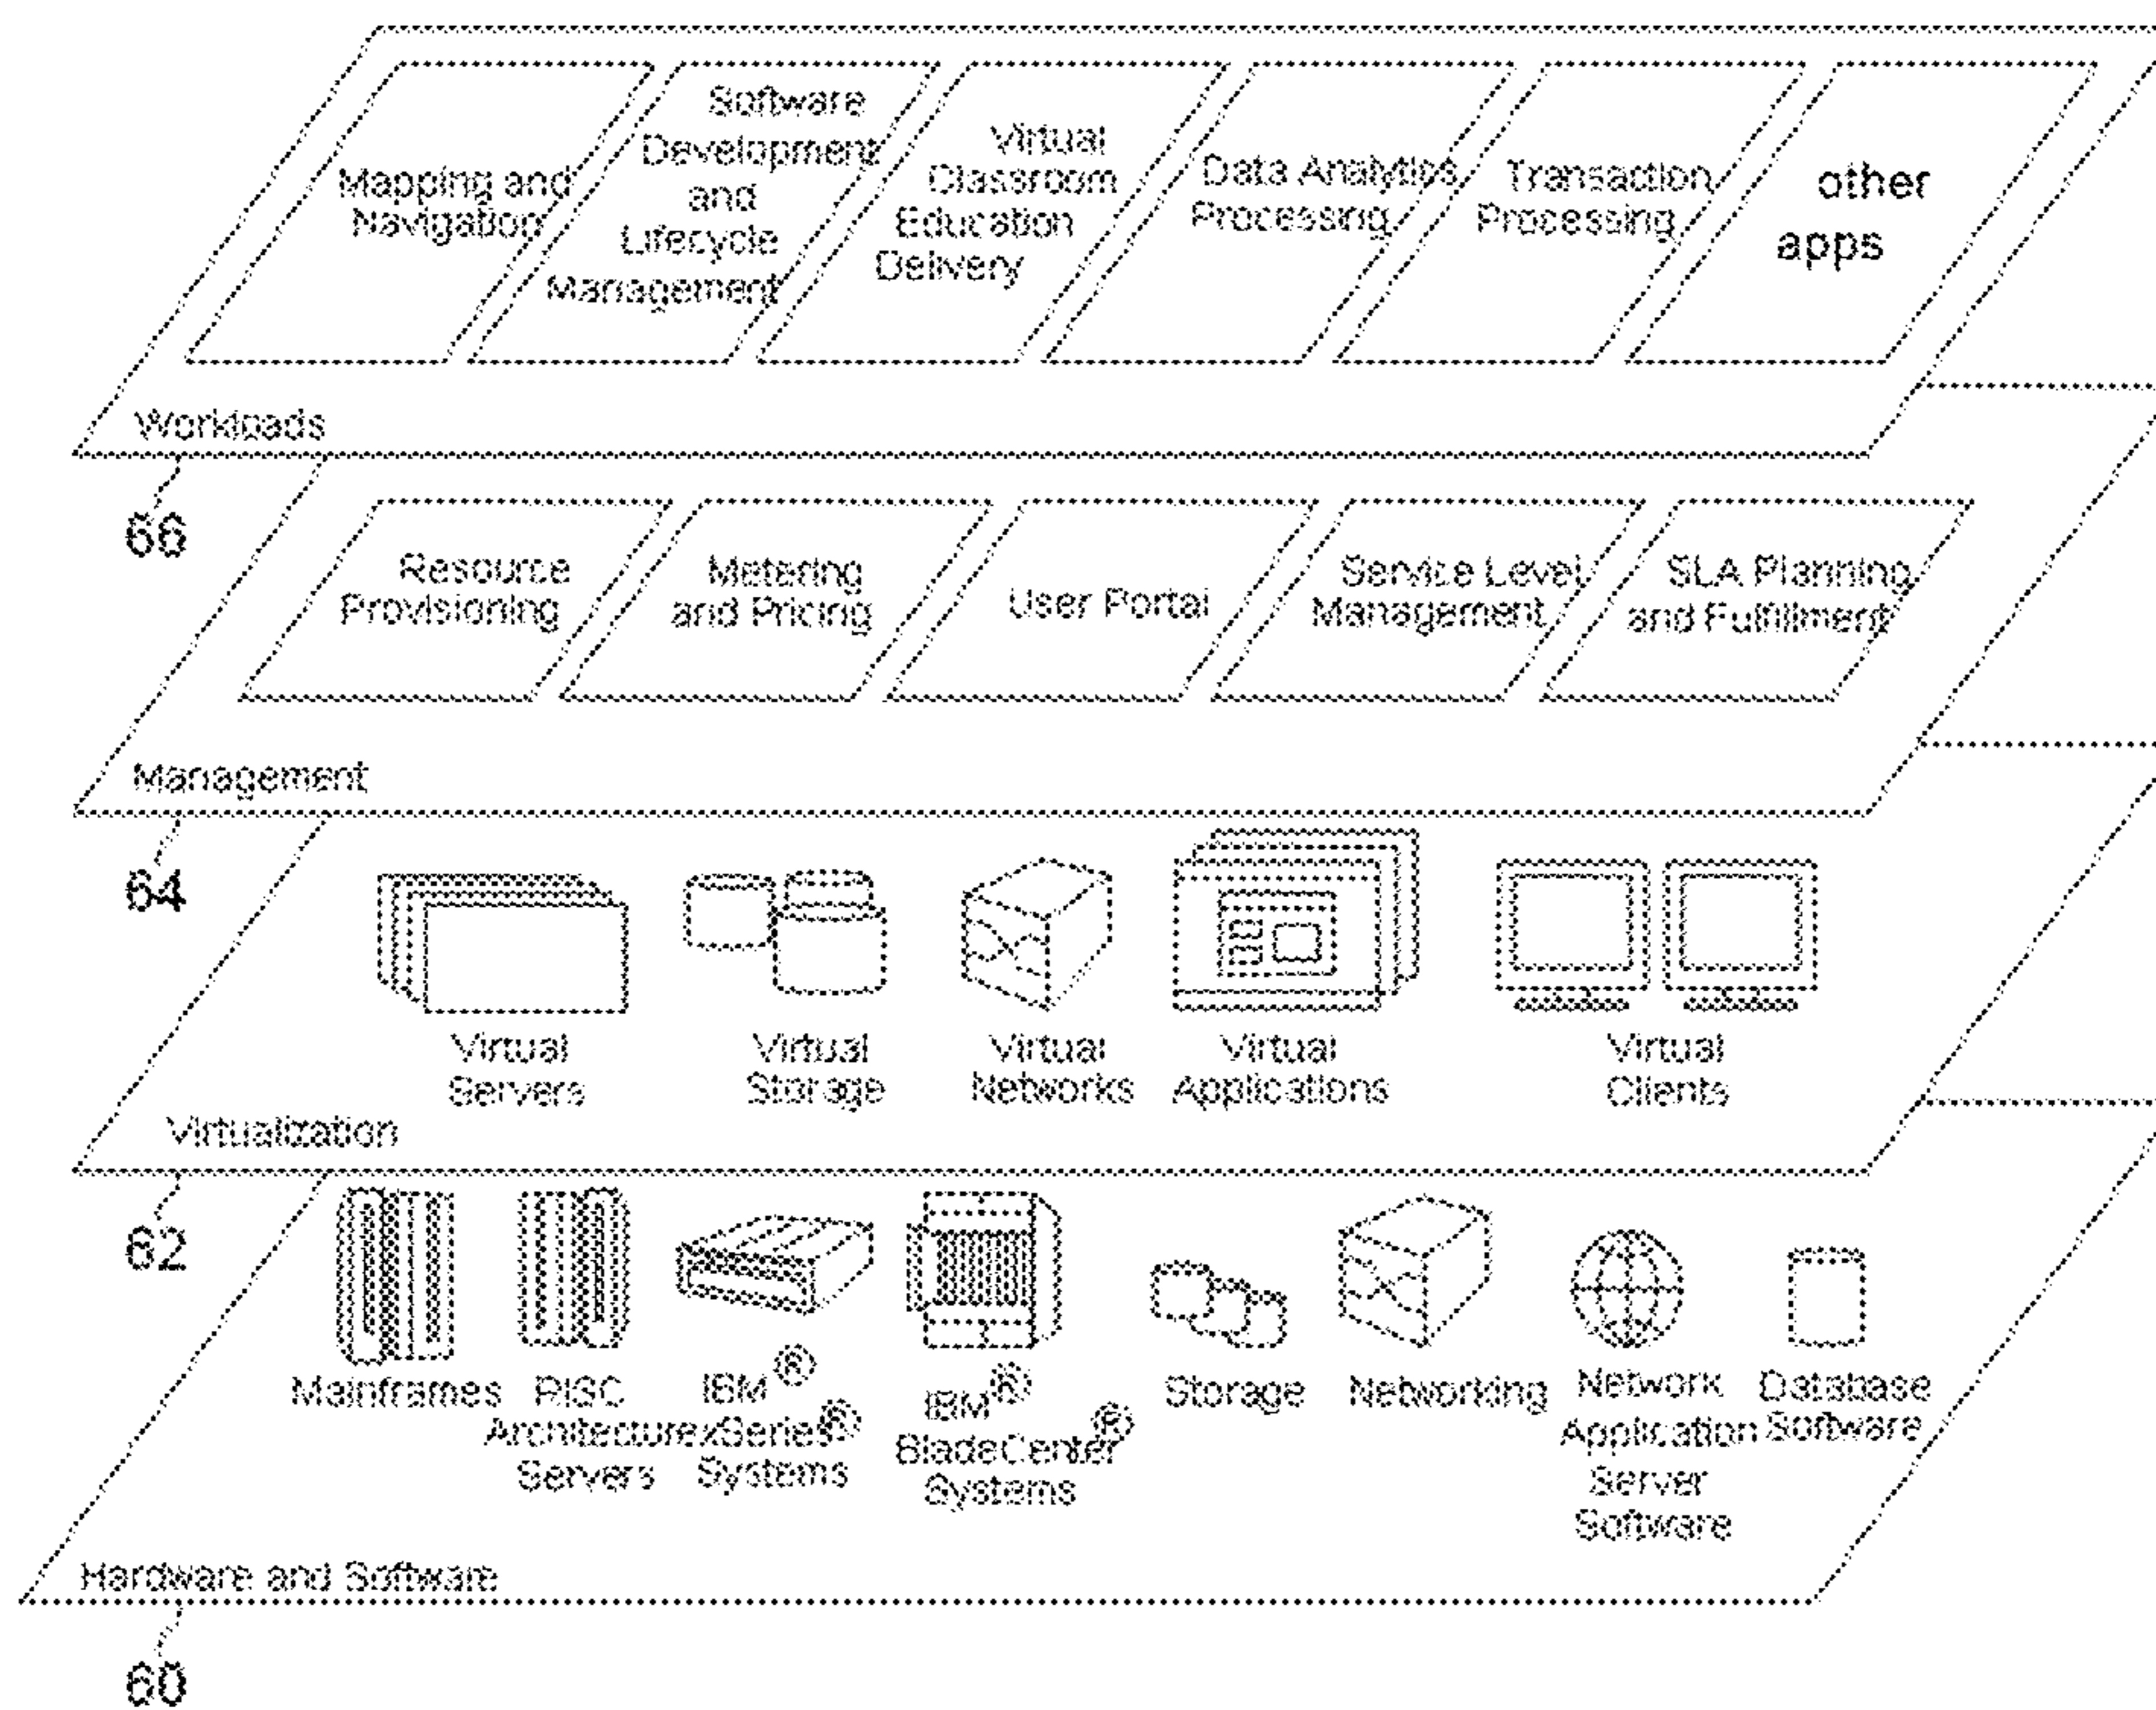 Mapping and
Navigation
Software
Development
and
Lifecycle
Management
Virtual
Classroom
Education
Delivery
Data Analytics
Processing
Transaction
Processing
other
apps
Workloads
66
Resource
Provisioning
Metering
and Pricing
User Portal
Service Level
Management
SLA Planning
and Fulfillment
Management
64
Virtual
Servers
Virtual
Storage
Virtual
Networks
Virtual
Applications
Virtual
Clients
Virtualization
62
Mainframes
RISC
Architecture
Servers
IBM®
xSeries®
Systems
IBM®
BladeCenter®
Systems
Storage
Networking
Network
Application
Server
Software
Database
Software
Hardware and Software
60